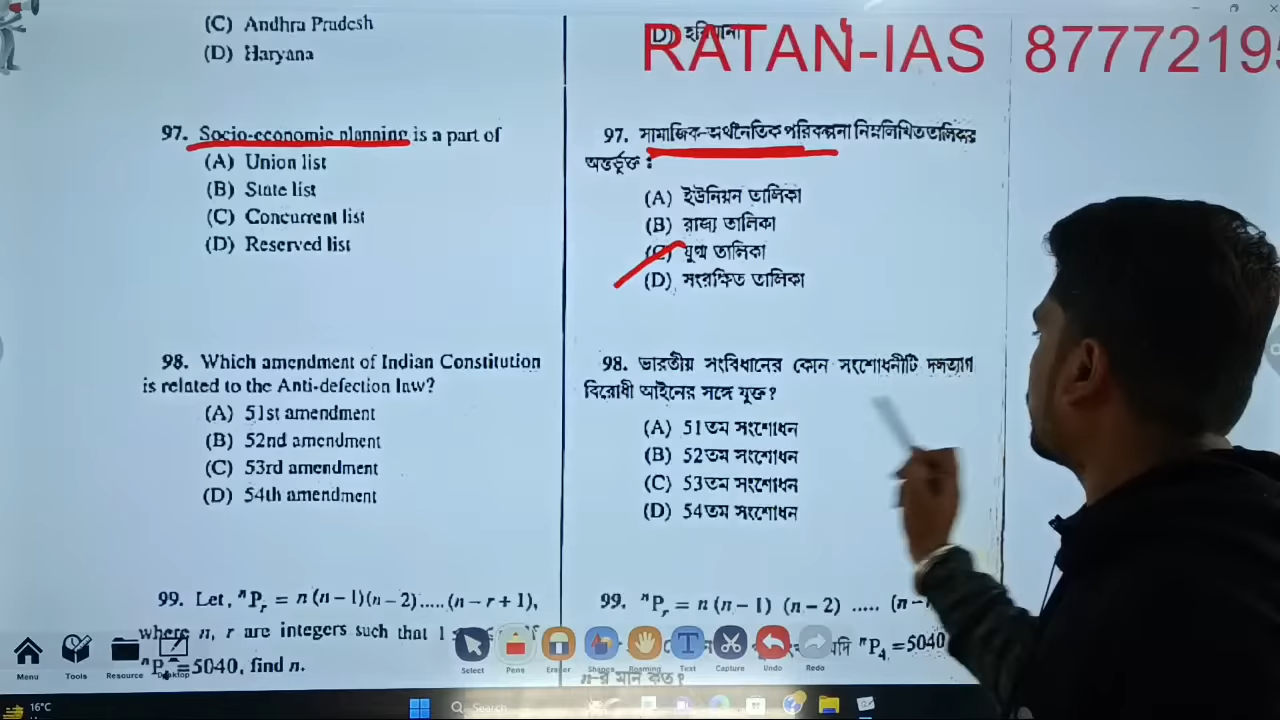 (C) Andhra Pradesh
(D) Haryana
97. Socio-economic planning is a part of
(A) Union list
(B) State list
(C) Concurrent list
(D) Reserved list
98. Which amendment of Indian Constitution
is related to the Anti-defection law?
(A) 51st amendment
(B) 52nd amendment
(C) 53rd amendment
(D) 54th amendment
99. Let, ⁿPᵣ = n (n – 1)(n – 2) ..... (n – r + 1),
where n, r are integers such that 1
ⁿP₄ = 5040, find n.
(D) হরিয়ানা
RATAN-IAS 8777219
97. সামাজিক-অর্থনৈতিক পরিকল্পনা নিম্নলিখিত তালিকার
অন্তর্ভূক্ত :
(A) ইউনিয়ন তালিকা
(B) রাজ্য তালিকা
(C) যুগ্ম তালিকা
(D) সংরক্ষিত তালিকা
98. ভারতীয় সংবিধানের কোন সংশোধনীটি দলত্যাগ
বিরোধী আইনের সঙ্গে যুক্ত?
(A) 51তম সংশোধন
(B) 52তম সংশোধন
(C) 53তম সংশোধন
(D) 54তম সংশোধন
99. ⁿPᵣ = n (n – 1) (n – 2) ..... (n –
যদি ⁿP₄ = 5040
n-র মান কত?
Menu Tools Resource Desktop Select Pens Eraser Shapes Roaming Text Capture Undo Redo
16°C Search